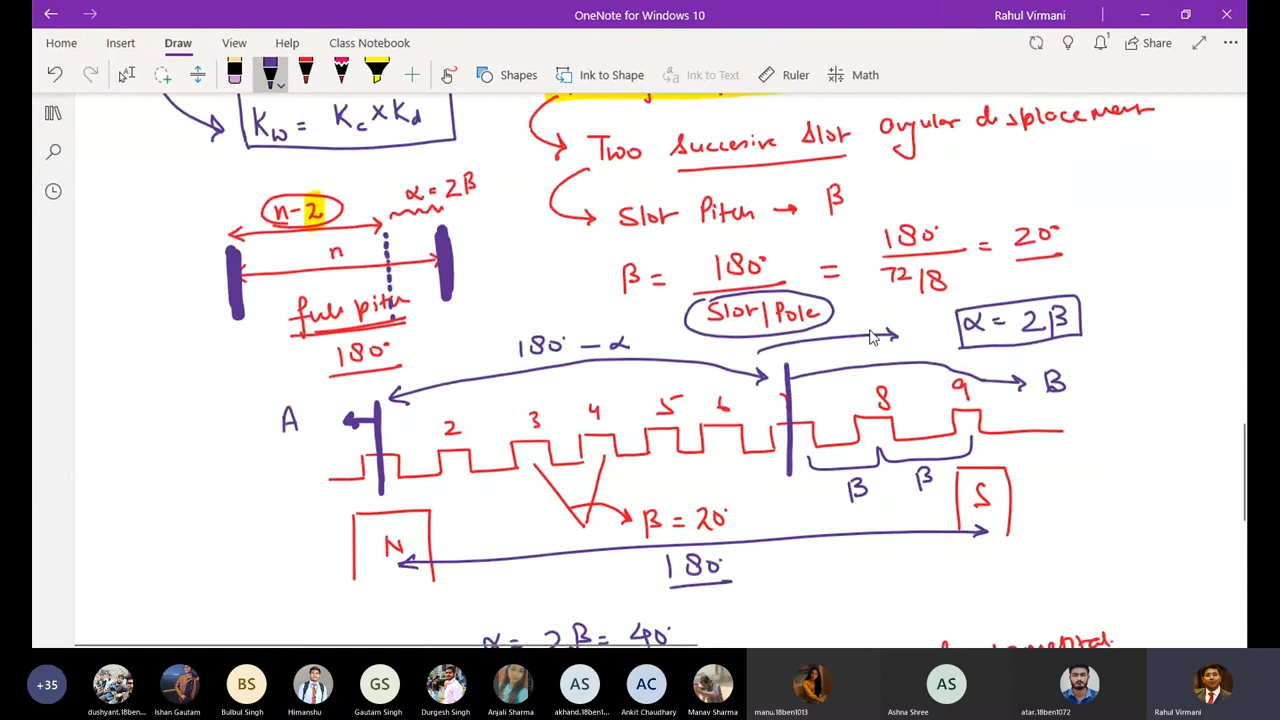 OneNote for Windows 10
Rahul Virmani
Home Insert Draw View Help Class Notebook
Share
Shapes
Ink to Shape
Ink to Text
Ruler
Math
Kw = Kc × Kd
Two Succesive Slot angular displacement
Slot Pitch → β
n-2
α = 2β
n
full pitch
180°
β = 180° / Slot/Pole = 180° / 72/8 = 20°
α = 2β
180° - α
A
B
2 3 4 5 6 8 9
β β
β = 20°
N
S
180°
α = 2β = 40°
+35
BS
GS
AS
AC
AS
dushyant.18ben...
Ishan Gautam
Bulbul Singh
Himanshu
Gautam Singh
Durgesh Singh
Anjali Sharma
akhand.18ben1...
Ankit Chaudhary
Manav Sharma
manu.18ben1013
Ashna Shree
atar.18ben1072
Rahul Virmani